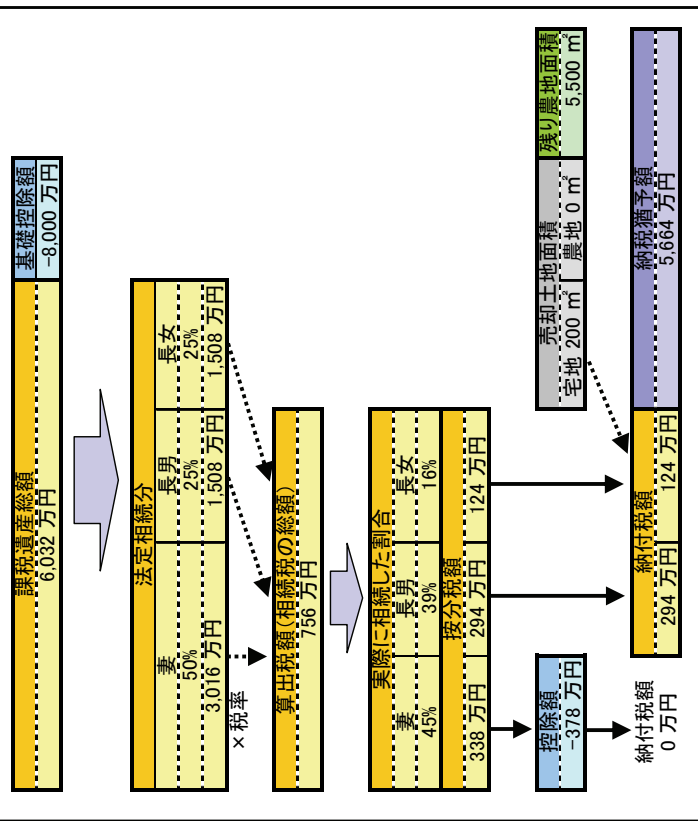 課税遺産総額
6,032 万円
基礎控除額
-8,000 万円
法定相続分
妻
50%
3,016 万円
長男
25%
1,508 万円
長女
25%
1,508 万円
×税率
算出税額(相続税の総額)
756 万円
実際に相続した割合
妻
45%
長男
39%
長女
16%
按分税額
338 万円
294 万円
124 万円
控除額
-378 万円
売却土地面積
宅地 200 ㎡
農地 0 ㎡
残り農地面積
5,500 ㎡
納付税額
0 万円
納付税額
294 万円
124 万円
納税猶予額
5,664 万円